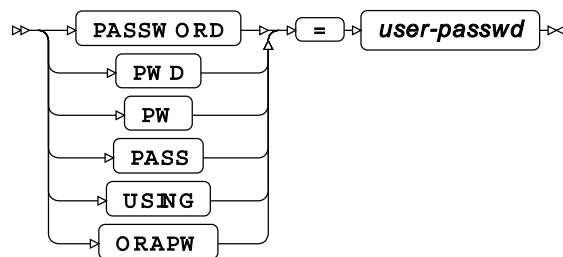 PASSWORD = user-passwd
PWD
PW
PASS
USING
ORAPW